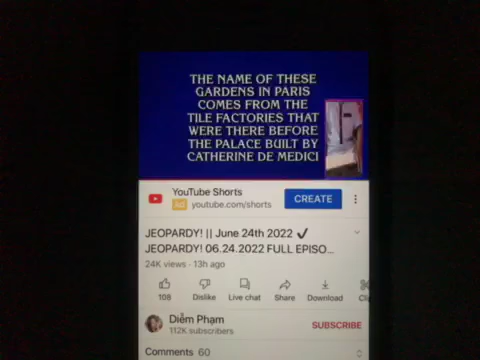 THE NAME OF THESE
GARDENS IN PARIS
COMES FROM THE
TILE FACTORIES THAT
WERE THERE BEFORE
THE PALACE BUILT BY
CATHERINE DE MEDICI
YouTube Shorts
Ad youtube.com/shorts
CREATE
JEOPARDY! || June 24th 2022 ✔
JEOPARDY! 06.24.2022 FULL EPISO...
24K views · 13h ago
108
Dislike
Live chat
Share
Download
Clip
Diễm Phạm
112K subscribers
SUBSCRIBE
Comments 60